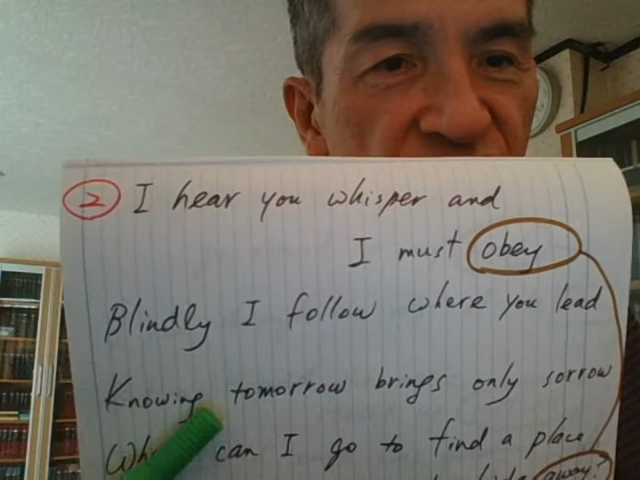 2 I hear you whisper and
I must obey
Blindly I follow where you lead
Knowing tomorrow brings only sorrow
can I go to find a place
away?